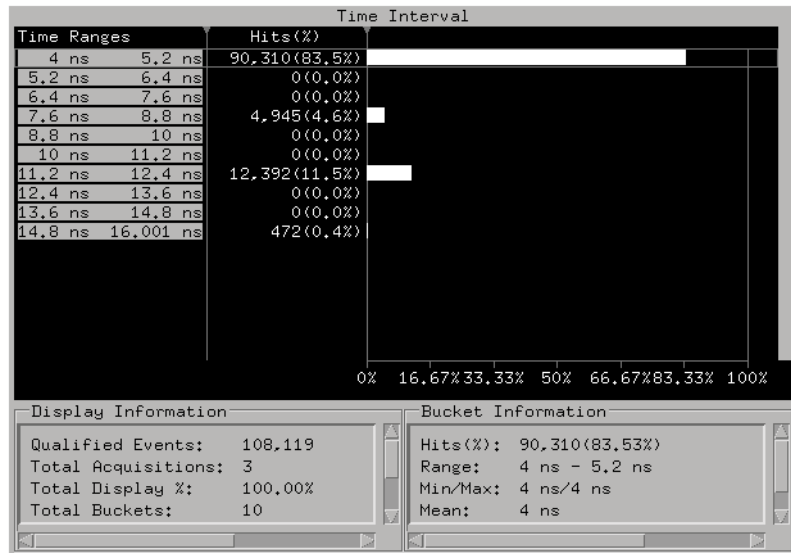 Time Interval
Time Ranges Hits(%)
4 ns 5.2 ns 90,310(83.5%)
5.2 ns 6.4 ns 0(0.0%)
6.4 ns 7.6 ns 0(0.0%)
7.6 ns 8.8 ns 4,945(4.6%)
8.8 ns 10 ns 0(0.0%)
10 ns 11.2 ns 0(0.0%)
11.2 ns 12.4 ns 12,392(11.5%)
12.4 ns 13.6 ns 0(0.0%)
13.6 ns 14.8 ns 0(0.0%)
14.8 ns 16.001 ns 472(0.4%)
0% 16.67% 33.33% 50% 66.67% 83.33% 100%
Display Information
Qualified Events: 108,119
Total Acquisitions: 3
Total Display %: 100.00%
Total Buckets: 10
Bucket Information
Hits(%): 90,310(83.53%)
Range: 4 ns - 5.2 ns
Min/Max: 4 ns/4 ns
Mean: 4 ns